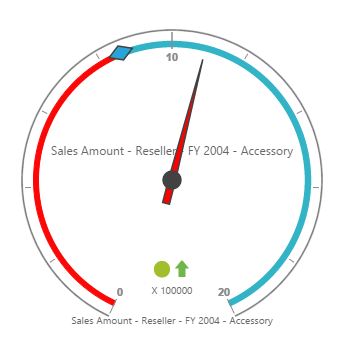 10
Sales Amount - Reseller - FY 2004 - Accessory
0
20
X 100000
Sales Amount - Reseller - FY 2004 - Accessory